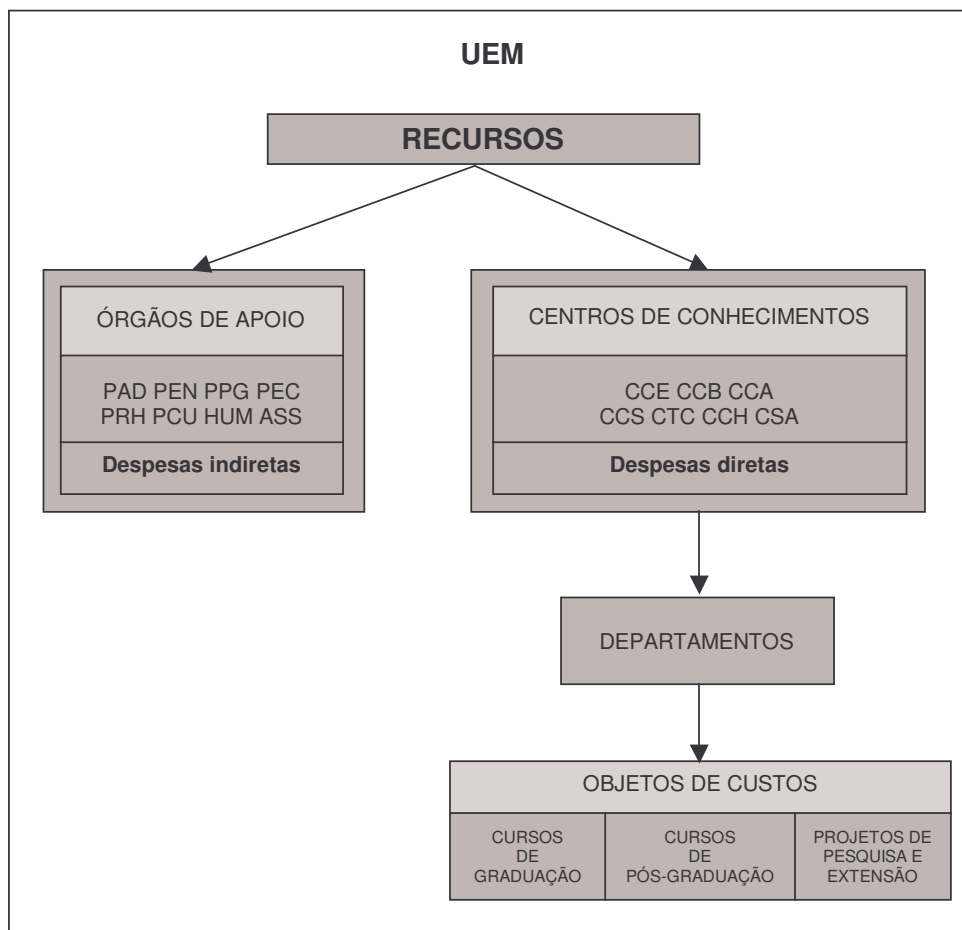 UEM
RECURSOS
ÓRGÃOS DE APOIO
PAD PEN PPG PEC
PRH PCU HUM ASS
Despesas indiretas
CENTROS DE CONHECIMENTOS
CCE CCB CCA
CCS CTC CCH CSA
Despesas diretas
DEPARTAMENTOS
OBJETOS DE CUSTOS
CURSOS
DE
GRADUAÇÃO
CURSOS
DE
PÓS-GRADUAÇÃO
PROJETOS DE
PESQUISA E
EXTENSÃO